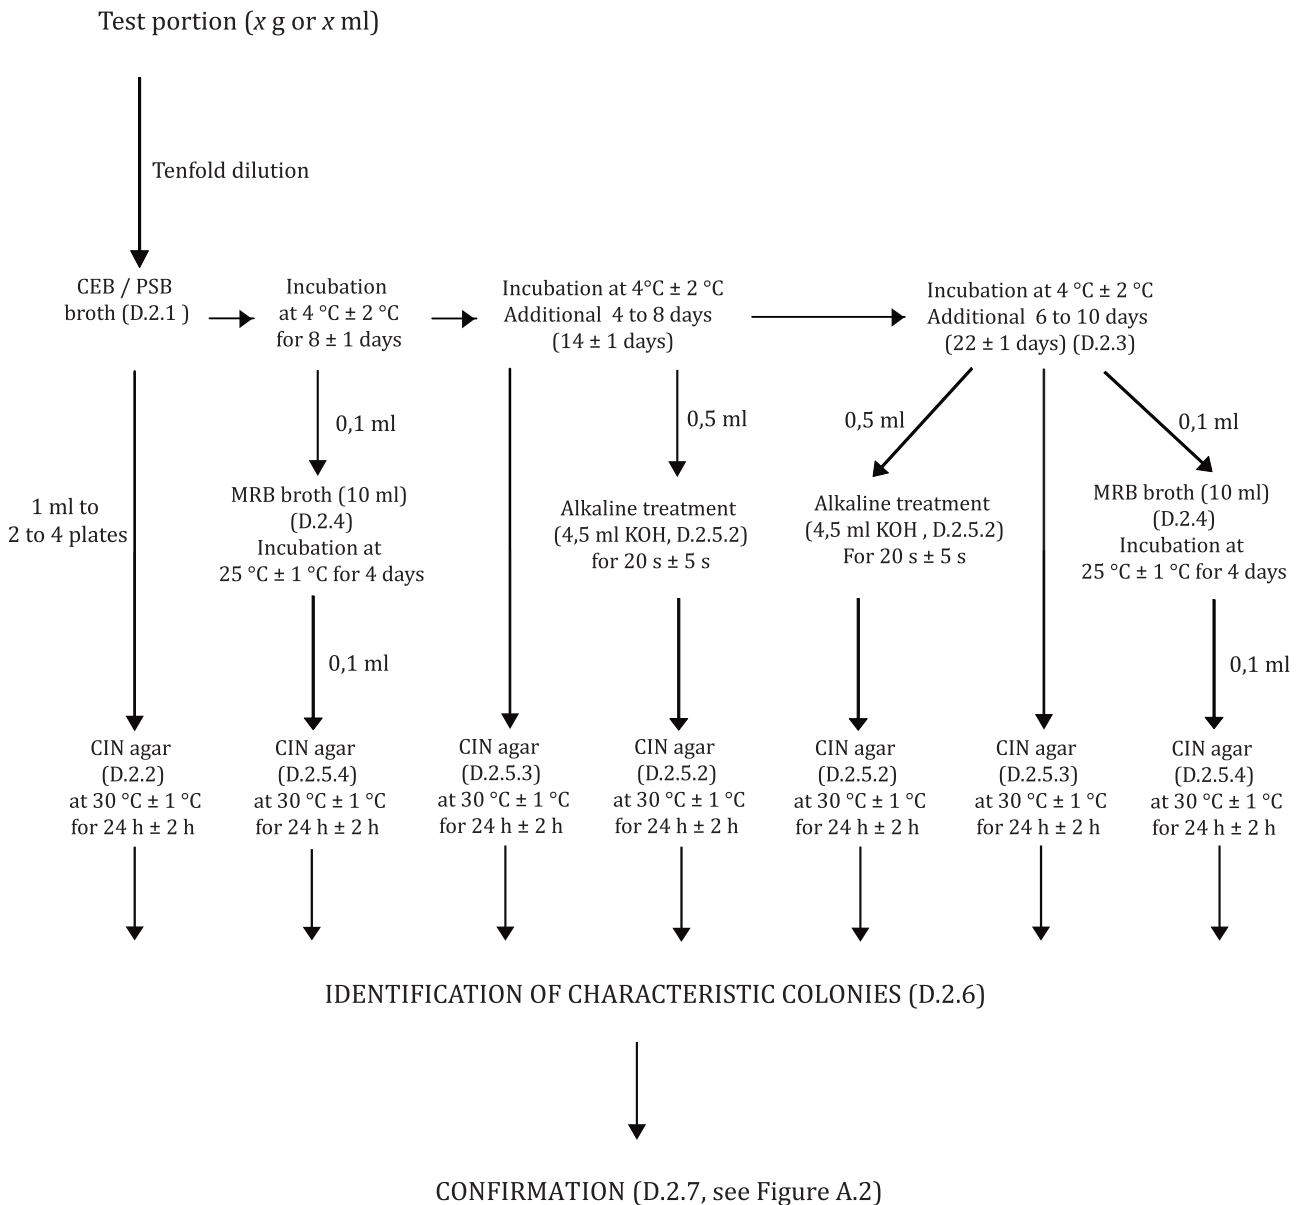 Test portion (x g or x ml)
Tenfold dilution
CEB / PSB
broth (D.2.1 )
Incubation
at 4 °C ± 2 °C
for 8 ± 1 days
Incubation at 4°C ± 2 °C
Additional 4 to 8 days
(14 ± 1 days)
Incubation at 4 °C ± 2 °C
Additional 6 to 10 days
(22 ± 1 days) (D.2.3)
0,1 ml
0,5 ml
0,5 ml
0,1 ml
1 ml to
2 to 4 plates
MRB broth (10 ml)
(D.2.4)
Incubation at
25 °C ± 1 °C for 4 days
Alkaline treatment
(4,5 ml KOH, D.2.5.2)
for 20 s ± 5 s
Alkaline treatment
(4,5 ml KOH , D.2.5.2)
For 20 s ± 5 s
MRB broth (10 ml)
(D.2.4)
Incubation at
25 °C ± 1 °C for 4 days
0,1 ml
0,1 ml
CIN agar
(D.2.2)
at 30 °C ± 1 °C
for 24 h ± 2 h
CIN agar
(D.2.5.4)
at 30 °C ± 1 °C
for 24 h ± 2 h
CIN agar
(D.2.5.3)
at 30 °C ± 1 °C
for 24 h ± 2 h
CIN agar
(D.2.5.2)
at 30 °C ± 1 °C
for 24 h ± 2 h
CIN agar
(D.2.5.2)
at 30 °C ± 1 °C
for 24 h ± 2 h
CIN agar
(D.2.5.3)
at 30 °C ± 1 °C
for 24 h ± 2 h
CIN agar
(D.2.5.4)
at 30 °C ± 1 °C
for 24 h ± 2 h
IDENTIFICATION OF CHARACTERISTIC COLONIES (D.2.6)
CONFIRMATION (D.2.7, see Figure A.2)